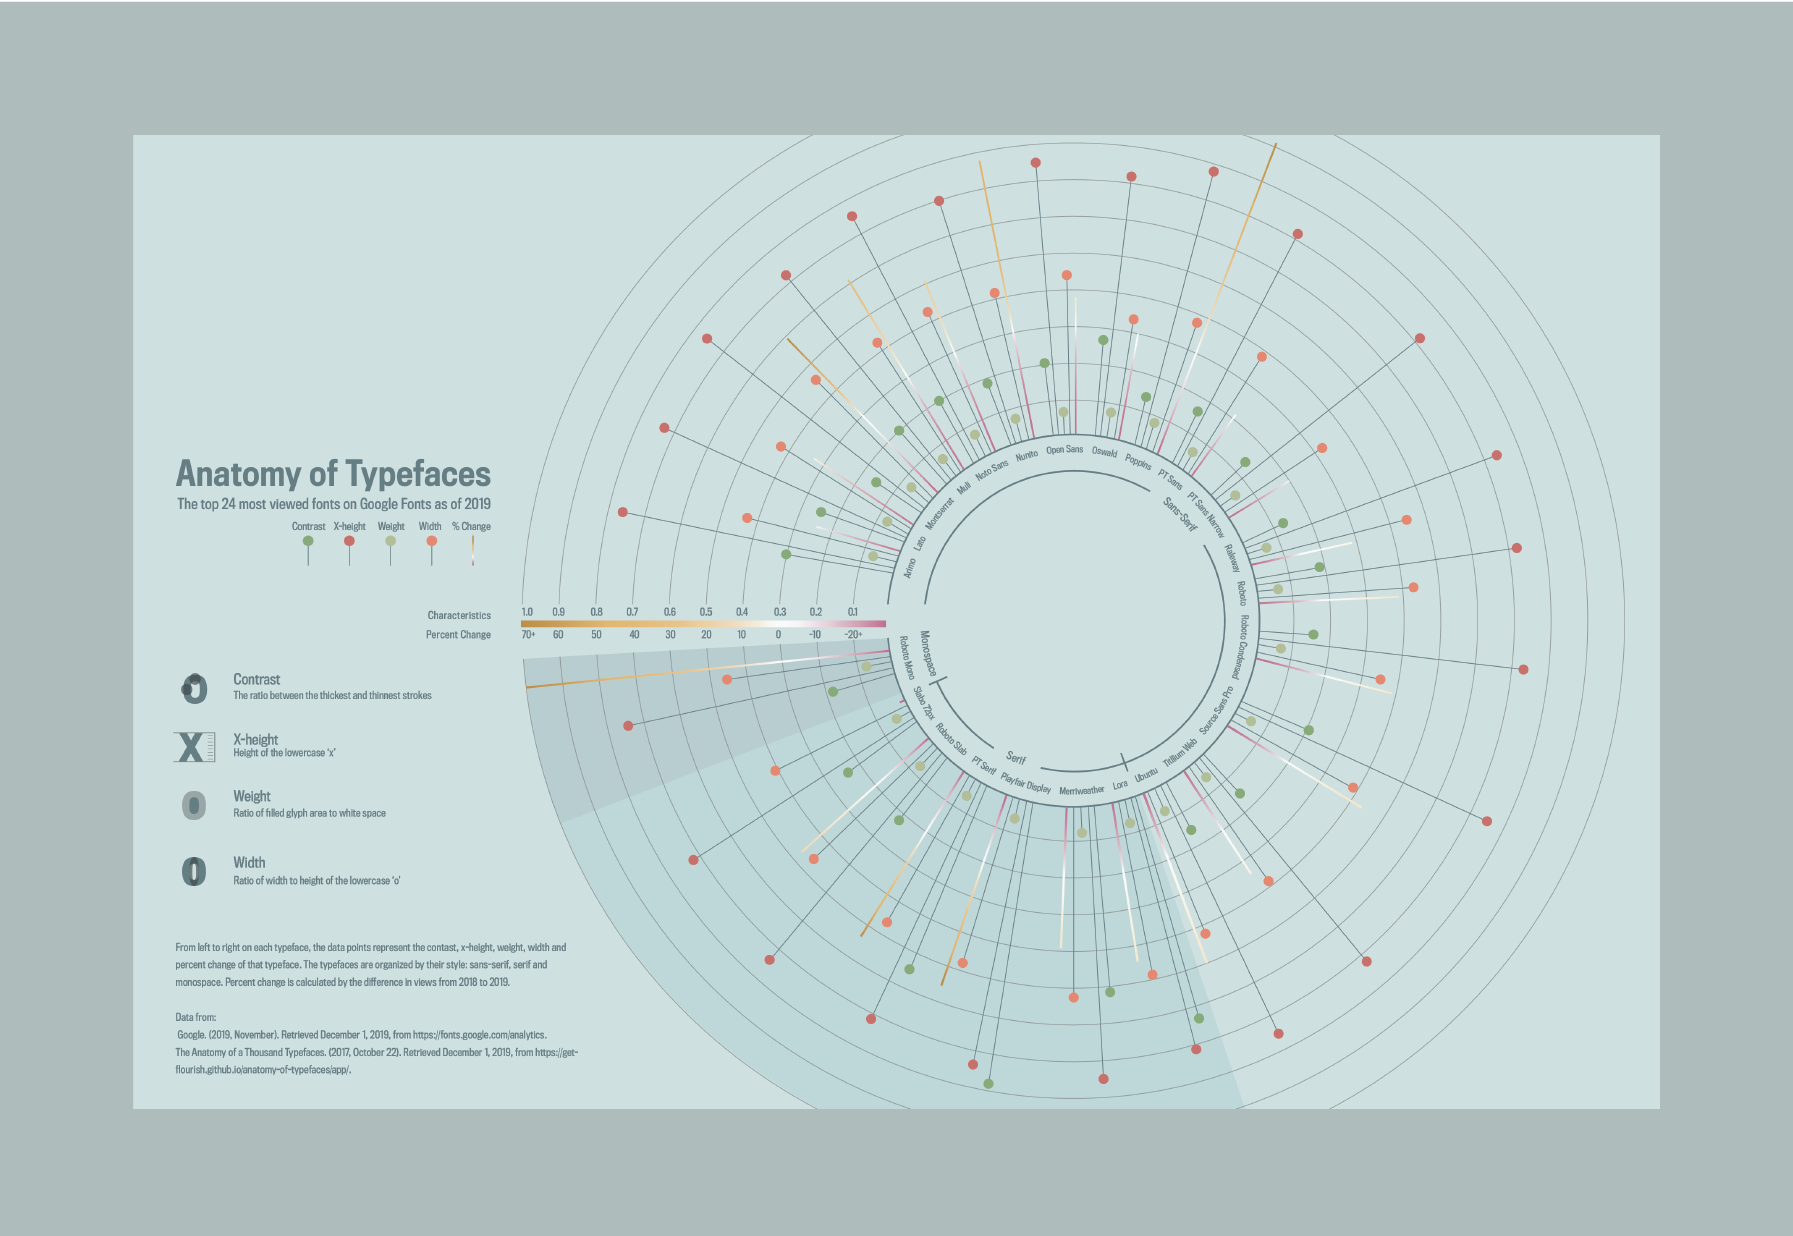 Anatomy of Typefaces
The top 24 most viewed fonts on Google Fonts as of 2019
Contrast X-height Weight Width % Change
Characteristics 1.0 0.9 0.8 0.7 0.6 0.5 0.4 0.3 0.2 0.1
Percent Change 70+ 60 50 40 30 20 10 0 -10 -20+
Contrast
The ratio between the thickest and thinnest strokes
X-height
Height of the lowercase ‘x’
Weight
Ratio of filled glyph area to white space
Width
Ratio of width to height of the lowercase ‘o’
From left to right on each typeface, the data points represent the contast, x-height, weight, width and
percent change of that typeface. The typefaces are organized by their style: sans-serif, serif and
monospace. Percent change is calculated by the difference in views from 2018 to 2019.
Data from:
Google. (2019, November). Retrieved December 1, 2019, from https://fonts.google.com/analytics.
The Anatomy of a Thousand Typefaces. (2017, October 22). Retrieved December 1, 2019, from https://get-
flourish.github.io/anatomy-of-typefaces/app/.
Arimo
Lato
Montserrat
Muli
Noto Sans
Nunito
Open Sans
Oswald
Poppins
PT Sans
PT Sans Narrow
Raleway
Roboto
Roboto Condensed
Source Sans Pro
Titillium Web
Ubuntu
Lora
Merriweather
Playfair Display
PT Serif
Roboto Slab
Slabo 72px
Roboto Mono
Sans-Serif
Serif
Monospace